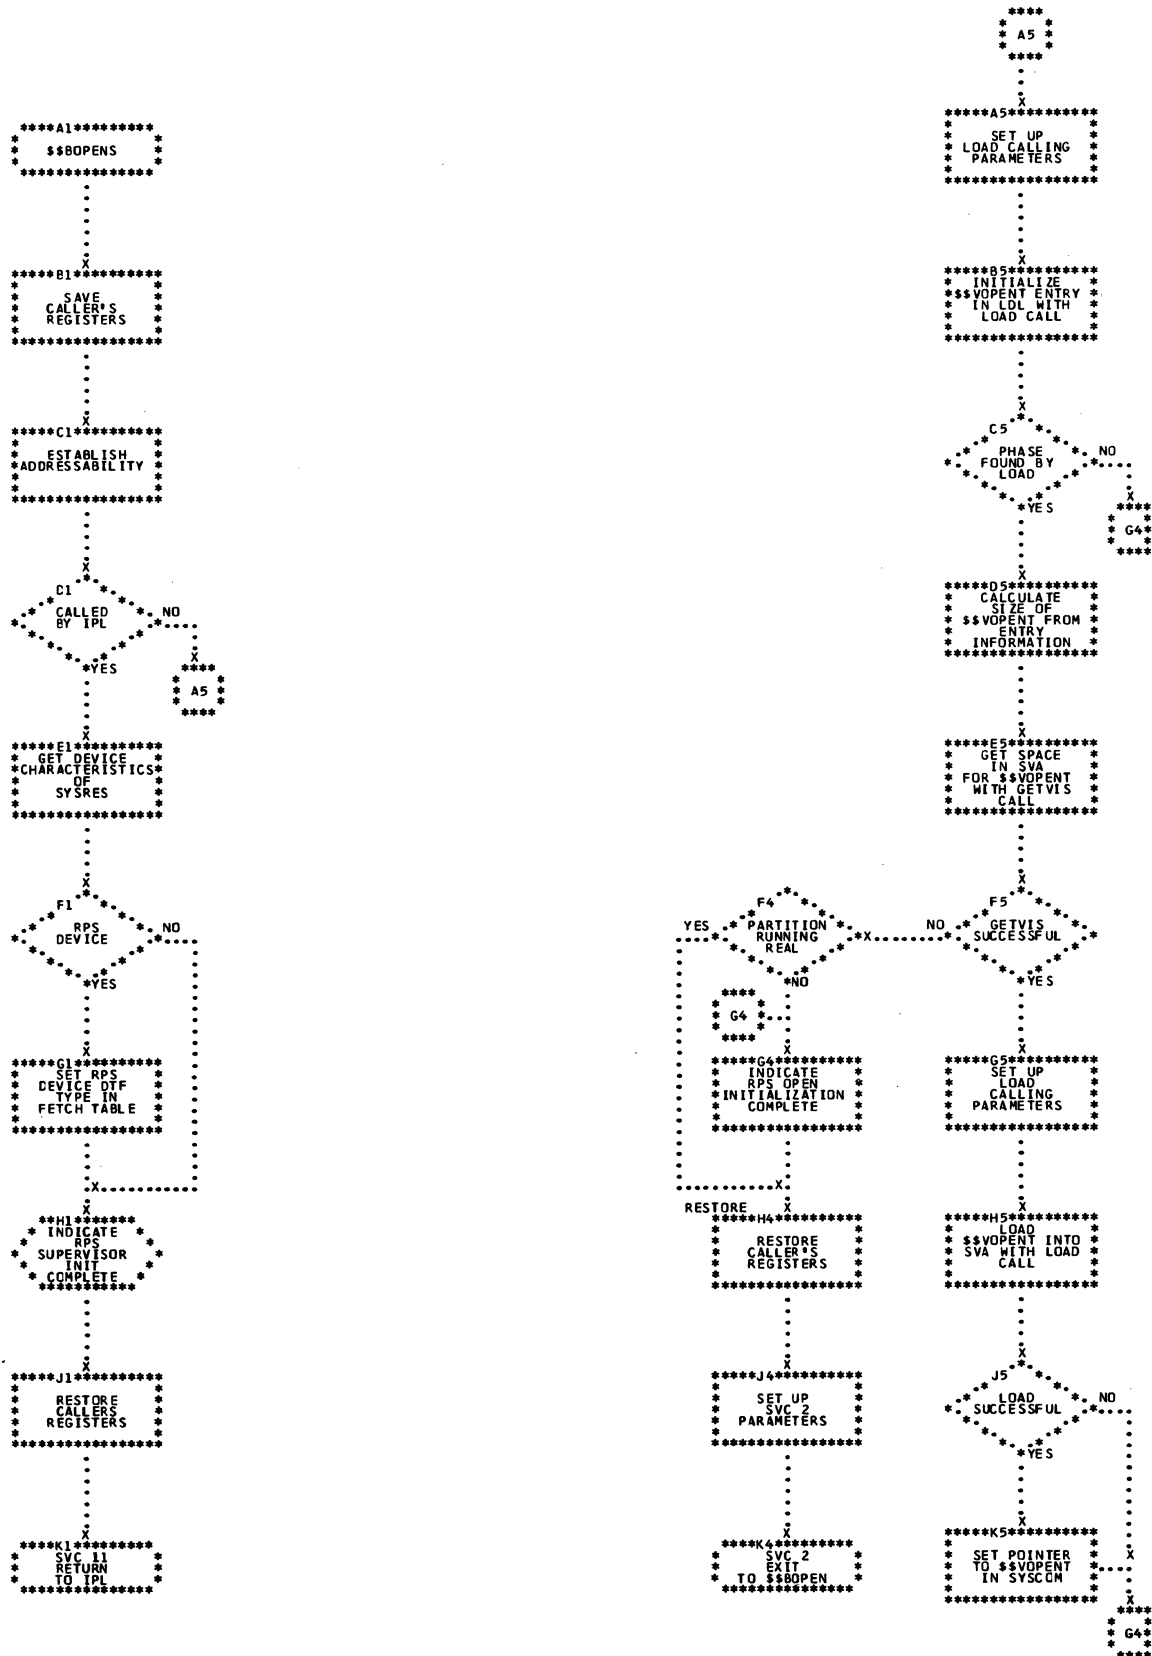 A1
$$BOPENS
B1
SAVE
CALLER'S
REGISTERS
C1
ESTABLISH
ADDRESSABILITY
D1
CALLED
BY IPL
NO
YES
A5
E1
GET DEVICE
CHARACTERISTICS
OF
SYSRES
F1
RPS
DEVICE
NO
YES
G1
SET RPS
DEVICE DTF
TYPE IN
FETCH TABLE
H1
INDICATE
RPS
SUPERVISOR
INIT
COMPLETE
J1
RESTORE
CALLERS
REGISTERS
K1
SVC 11
RETURN
TO IPL
F4
PARTITION
RUNNING
REAL
YES
NO
G4
G4
INDICATE
RPS OPEN
INITIALIZATION
COMPLETE
RESTORE
H4
RESTORE
CALLER'S
REGISTERS
J4
SET UP
SVC 2
PARAMETERS
K4
SVC 2
EXIT
TO $$BOPEN
A5
A5
SET UP
LOAD CALLING
PARAMETERS
B5
INITIALIZE
$$VOPENT ENTRY
IN LDL WITH
LOAD CALL
C5
PHASE
FOUND BY
LOAD
NO
YES
G4
D5
CALCULATE
SIZE OF
$$VOPENT FROM
ENTRY
INFORMATION
E5
GET SPACE
IN SVA
FOR $$VOPENT
WITH GETVIS
CALL
F5
GETVIS
SUCCESSFUL
NO
YES
G5
SET UP
LOAD
CALLING
PARAMETERS
H5
LOAD
$$VOPENT INTO
SVA WITH LOAD
CALL
J5
LOAD
SUCCESSFUL
NO
YES
K5
SET POINTER
TO $$VOPENT
IN SYSCOM
G4